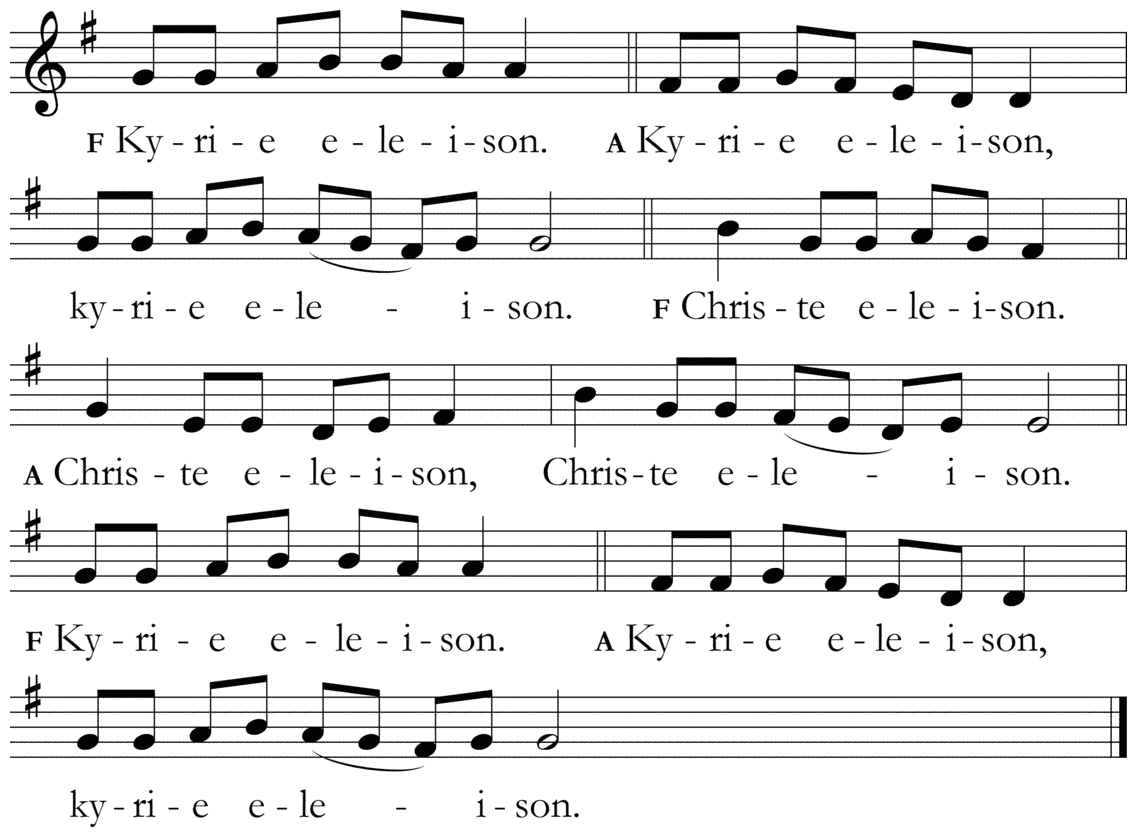 F Ky - ri - e e - le - i - son. A Ky - ri - e e - le - i - son,
ky - ri - e e - le - i - son. F Chris - te e - le - i - son.
A Chris - te e - le - i - son, Chris - te e - le - i - son.
F Ky - ri - e e - le - i - son. A Ky - ri - e e - le - i - son,
ky - ri - e e - le - i - son.